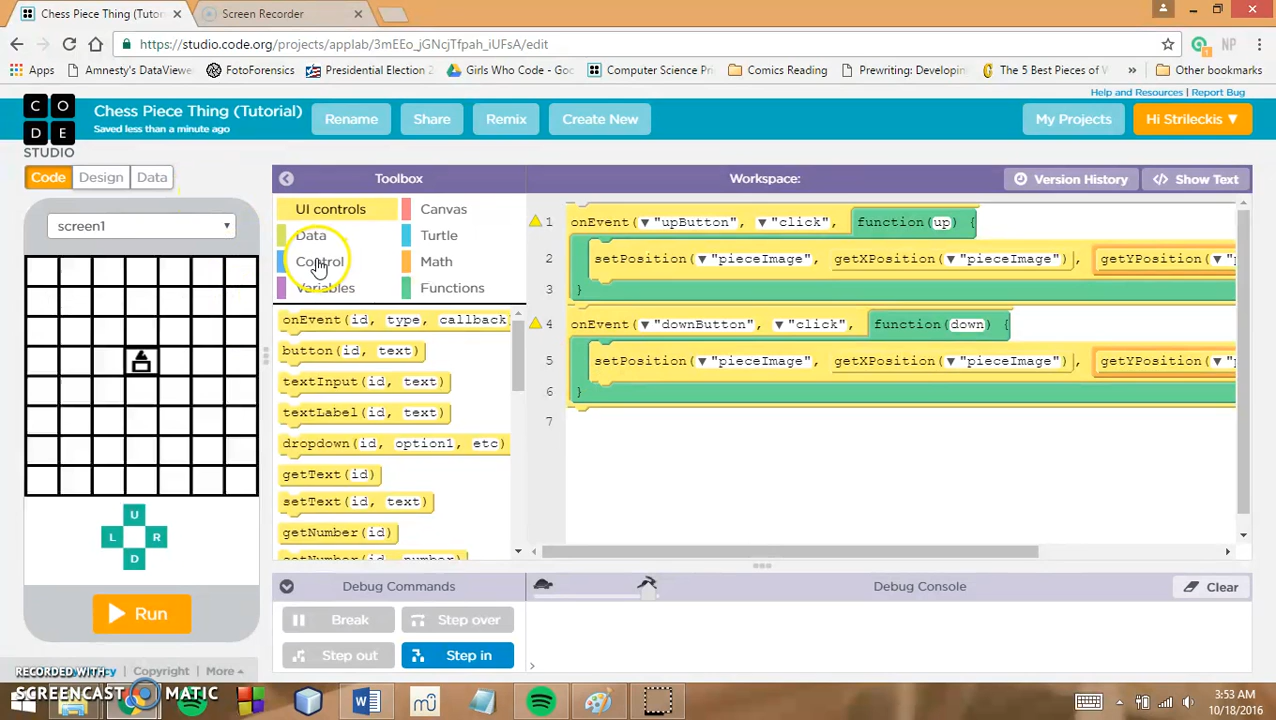 Chess Piece Thing (Tutor
Screen Recorder
https://studio.code.org/projects/applab/3mEEo_jGNcjTfpah_iUFsA/edit
NP
Apps
Amnesty's DataViewer
FotoForensics
Presidential Election 2
Girls Who Code - Goo
Computer Science Pri
Comics Reading
Prewriting: Developin
The 5 Best Pieces of W
Other bookmarks
Help and Resources | Report Bug
CODE
STUDIO
Chess Piece Thing (Tutorial)
Saved less than a minute ago
Rename
Share
Remix
Create New
My Projects
Hi Strileckis ▼
Code
Design
Data
Toolbox
Workspace:
Version History
Show Text
screen1
UI controls
Canvas
Data
Turtle
Control
Math
Variables
Functions
onEvent(id, type, callback
button(id, text)
textInput(id, text)
textLabel(id, text)
dropdown(id, option1, etc)
getText(id)
setText(id, text)
getNumber(id)
setNumber(id, number)
1 onEvent(▼"upButton", ▼"click", function(up) {
2 setPosition(▼"pieceImage", getXPosition(▼"pieceImage"), getYPosition(▼"p
3 }
4 onEvent(▼"downButton", ▼"click", function(down) {
5 setPosition(▼"pieceImage", getXPosition(▼"pieceImage"), getYPosition(▼"p
6 }
7
U
L
R
D
Run
Debug Commands
Debug Console
Clear
Break
Step over
Step out
Step in
Copyright
More
RECORDED WITH
SCREENCAST MATIC
3:53 AM
10/18/2016